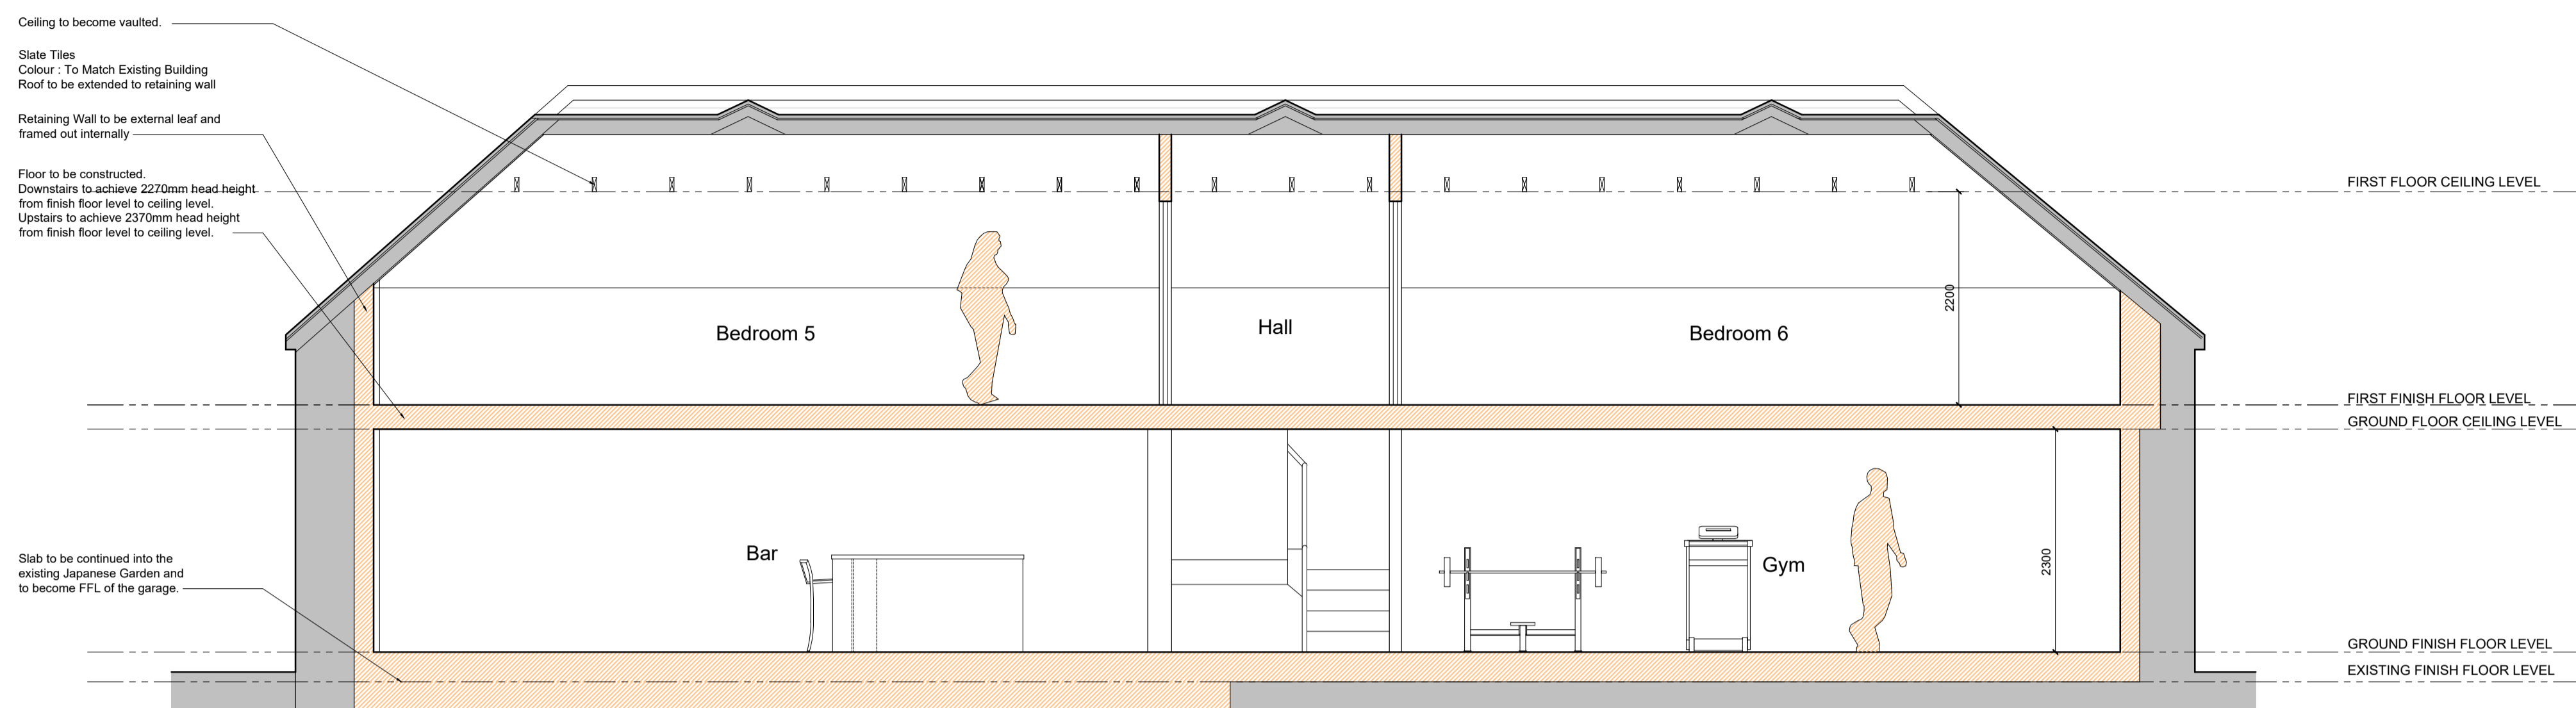 Ceiling to become vaulted.
Slate Tiles
Colour : To Match Existing Building
Roof to be extended to retaining wall
Retaining Wall to be external leaf and
framed out internally
Floor to be constructed.
Downstairs to achieve 2270mm head height
from finish floor level to ceiling level.
Upstairs to achieve 2370mm head height
from finish floor level to ceiling level.
FIRST FLOOR CEILING LEVEL
2200
Bedroom 5
Hall
Bedroom 6
FIRST FINISH FLOOR LEVEL
GROUND FLOOR CEILING LEVEL
Slab to be continued into the
existing Japanese Garden and
to become FFL of the garage.
Bar
Gym
2300
GROUND FINISH FLOOR LEVEL
EXISTING FINISH FLOOR LEVEL